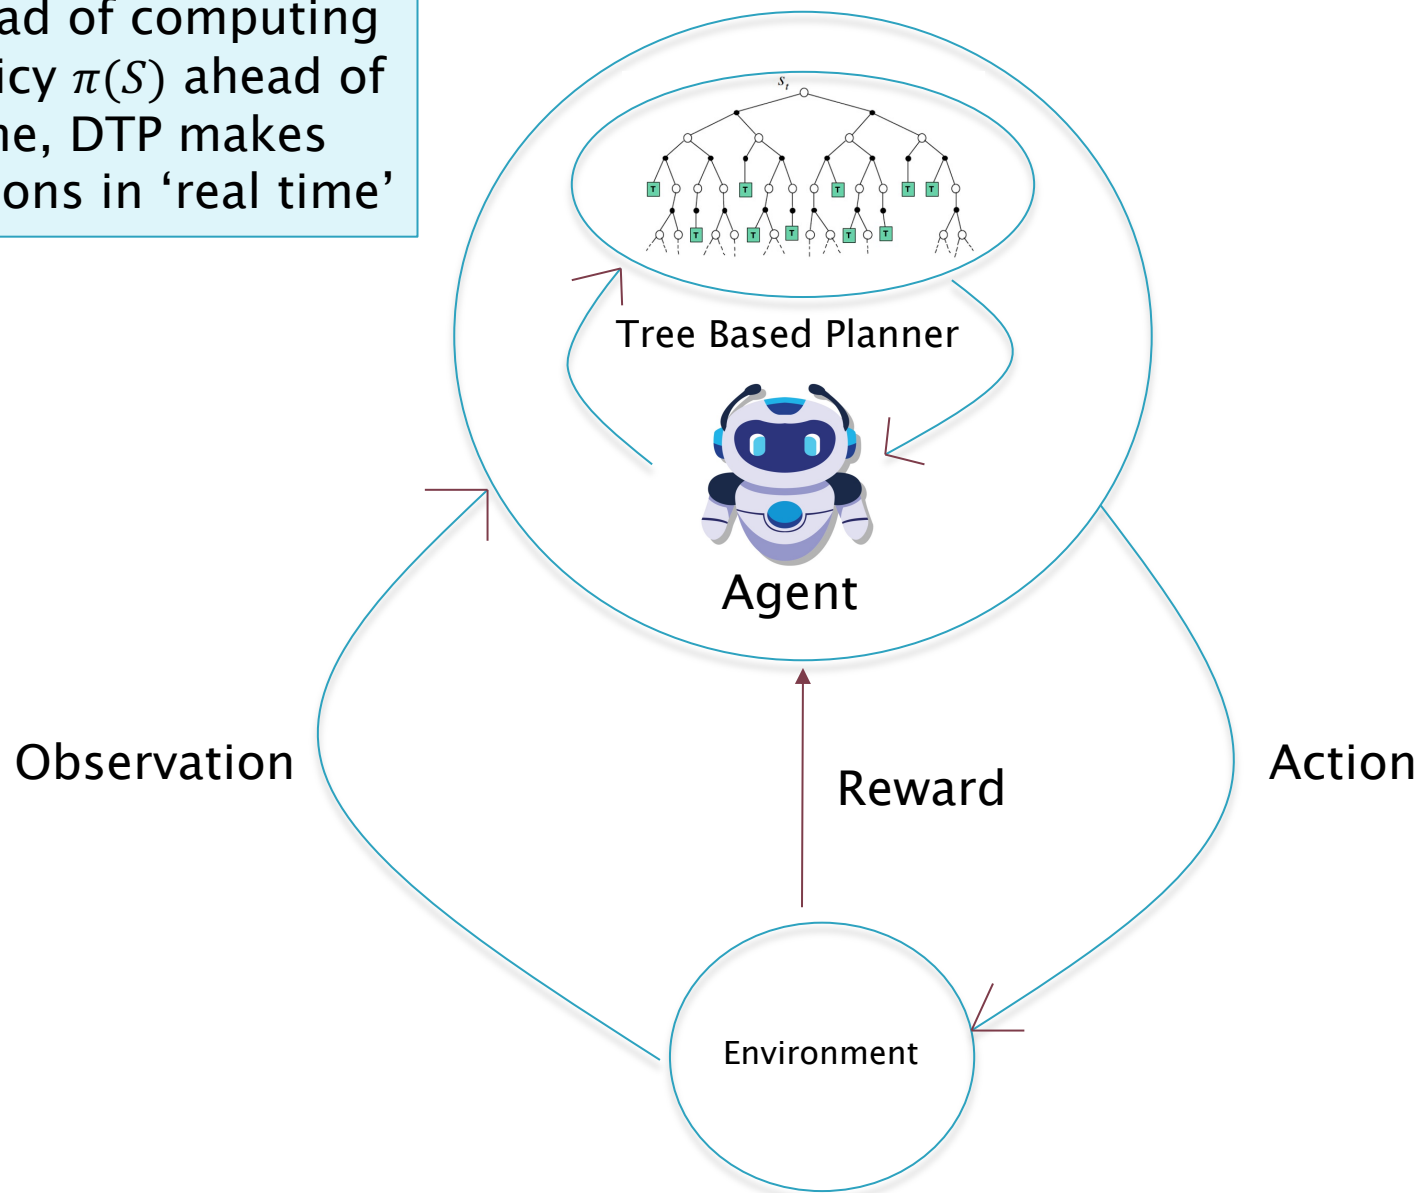 ad of computing
icy π(S) ahead of
ne, DTP makes
ons in ‘real time’
s_t
T T T T T
T T T T T
Tree Based Planner
Agent
Observation
Reward
Action
Environment